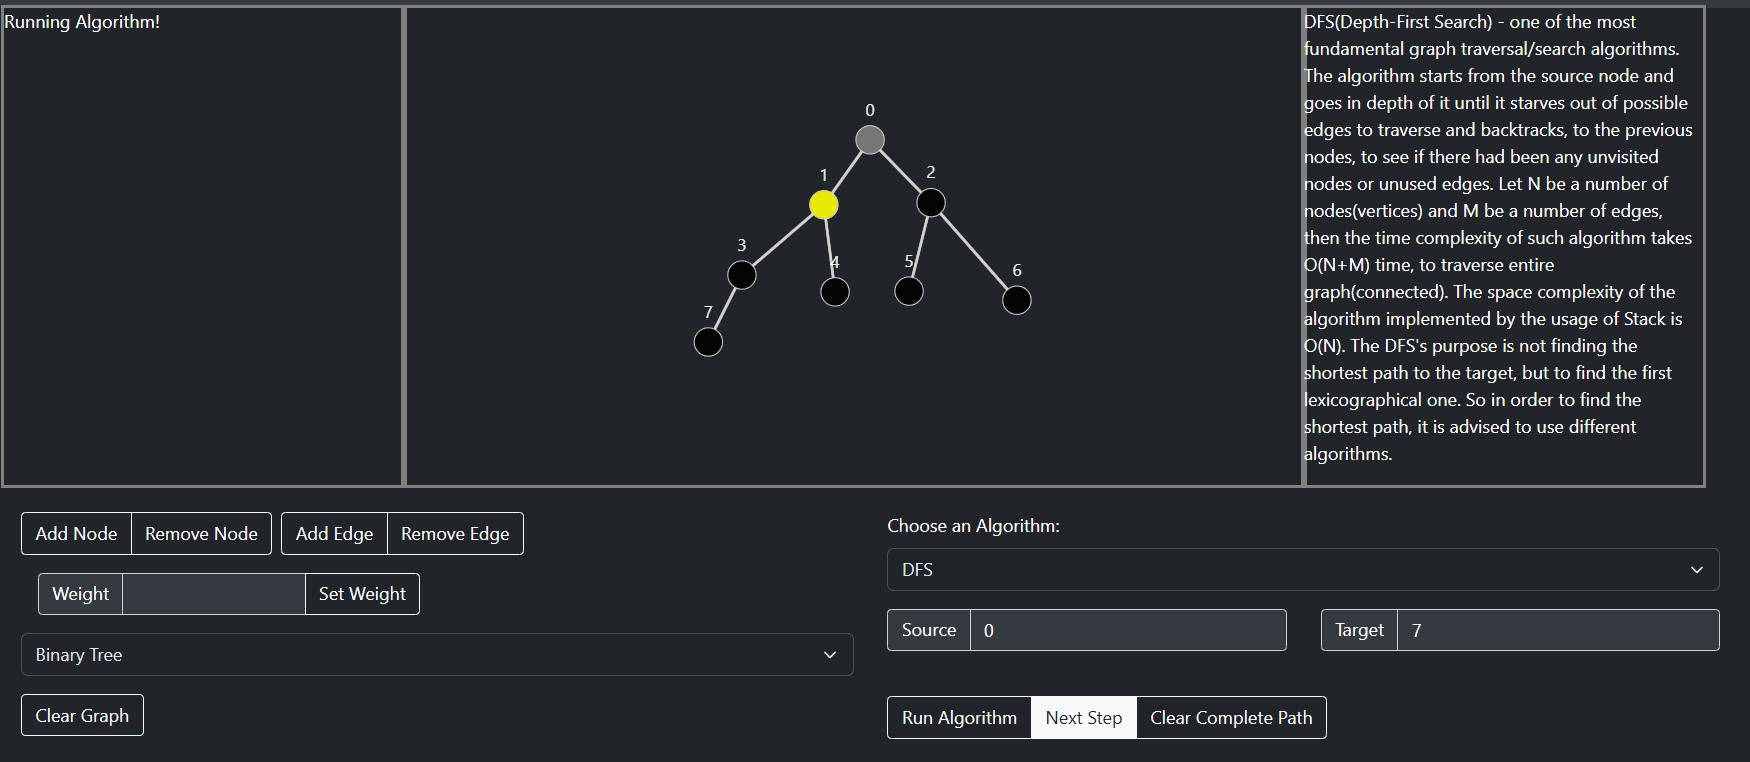 Running Algorithm!
0
1
2
3
4
5
6
7
DFS(Depth-First Search) - one of the most
fundamental graph traversal/search algorithms.
The algorithm starts from the source node and
goes in depth of it until it starves out of possible
edges to traverse and backtracks, to the previous
nodes, to see if there had been any unvisited
nodes or unused edges. Let N be a number of
nodes(vertices) and M be a number of edges,
then the time complexity of such algorithm takes
O(N+M) time, to traverse entire
graph(connected). The space complexity of the
algorithm implemented by the usage of Stack is
O(N). The DFS's purpose is not finding the
shortest path to the target, but to find the first
lexicographical one. So in order to find the
shortest path, it is advised to use different
algorithms.
Add Node Remove Node Add Edge Remove Edge
Weight Set Weight
Binary Tree
Clear Graph
Choose an Algorithm:
DFS
Source 0 Target 7
Run Algorithm Next Step Clear Complete Path